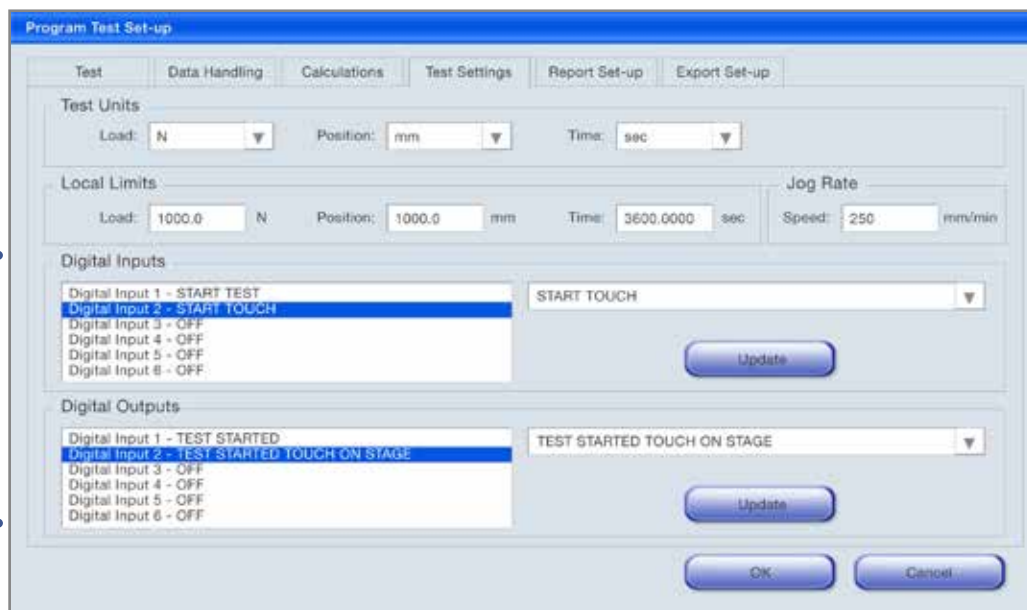 Program Test Set-up
Test Data Handling Calculations Test Settings Report Set-up Export Set-up
Test Units
Load: N Position: mm Time: sec
Local Limits Jog Rate
Load: 1000.0 N Position: 1000.0 mm Time: 3600.0000 sec Speed: 250 mm/min
Digital Inputs
Digital Input 1 - START TEST
Digital Input 2 - START TOUCH
Digital Input 3 - OFF
Digital Input 4 - OFF
Digital Input 5 - OFF
Digital Input 6 - OFF
START TOUCH
Update
Digital Outputs
Digital Input 1 - TEST STARTED
Digital Input 2 - TEST STARTED TOUCH ON STAGE
Digital Input 3 - OFF
Digital Input 4 - OFF
Digital Input 5 - OFF
Digital Input 6 - OFF
TEST STARTED TOUCH ON STAGE
Update
OK Cancel